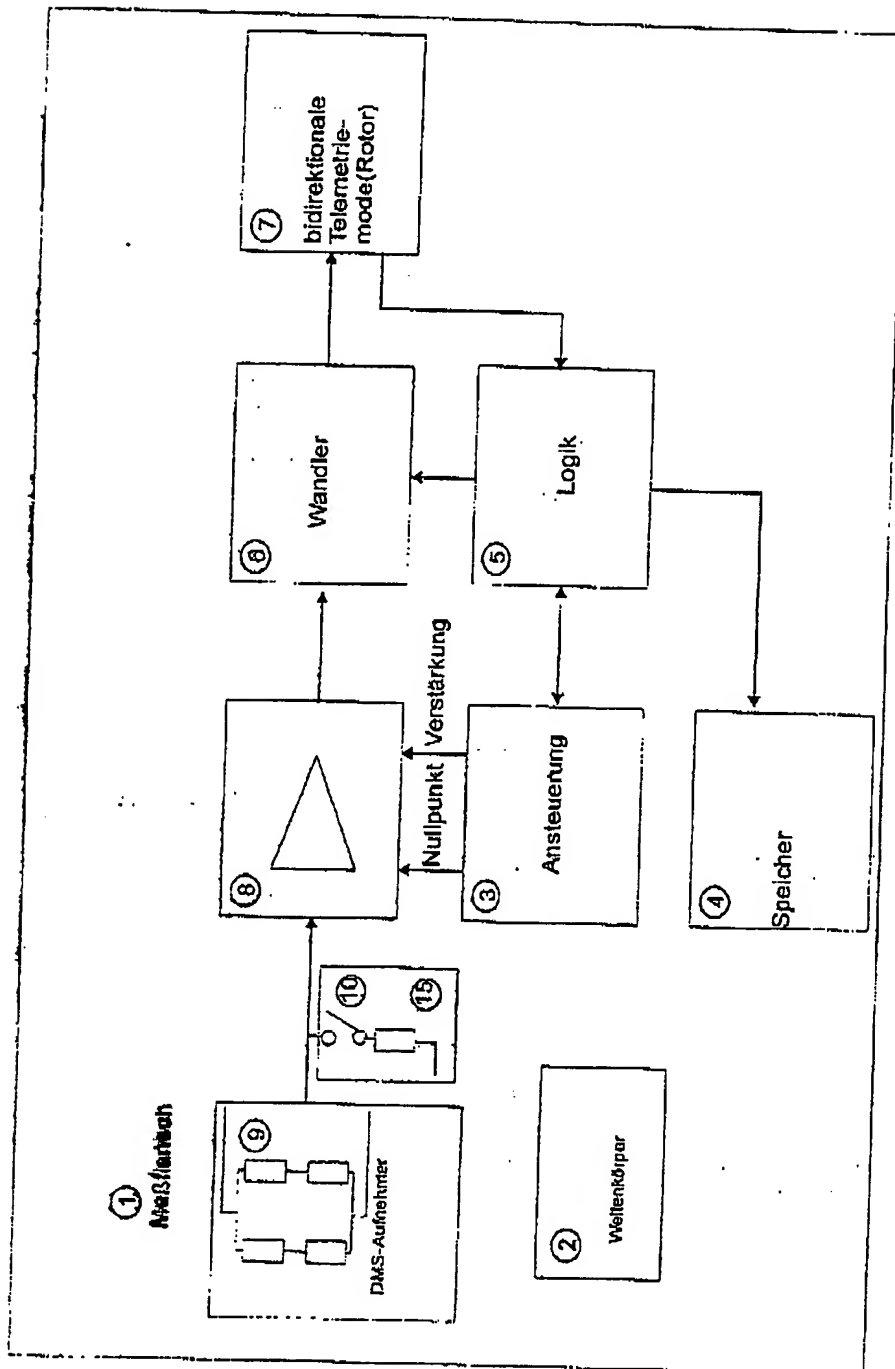 1
Meßflansch
9
DMS-Aufnehmer
10
15
8
6
Wandler
7
bidirektionale
Telemetrie-
mode(Rotor)
Nullpunkt
Verstärkung
3
Ansteuerung
5
Logik
2
Wellenkörper
4
Speicher